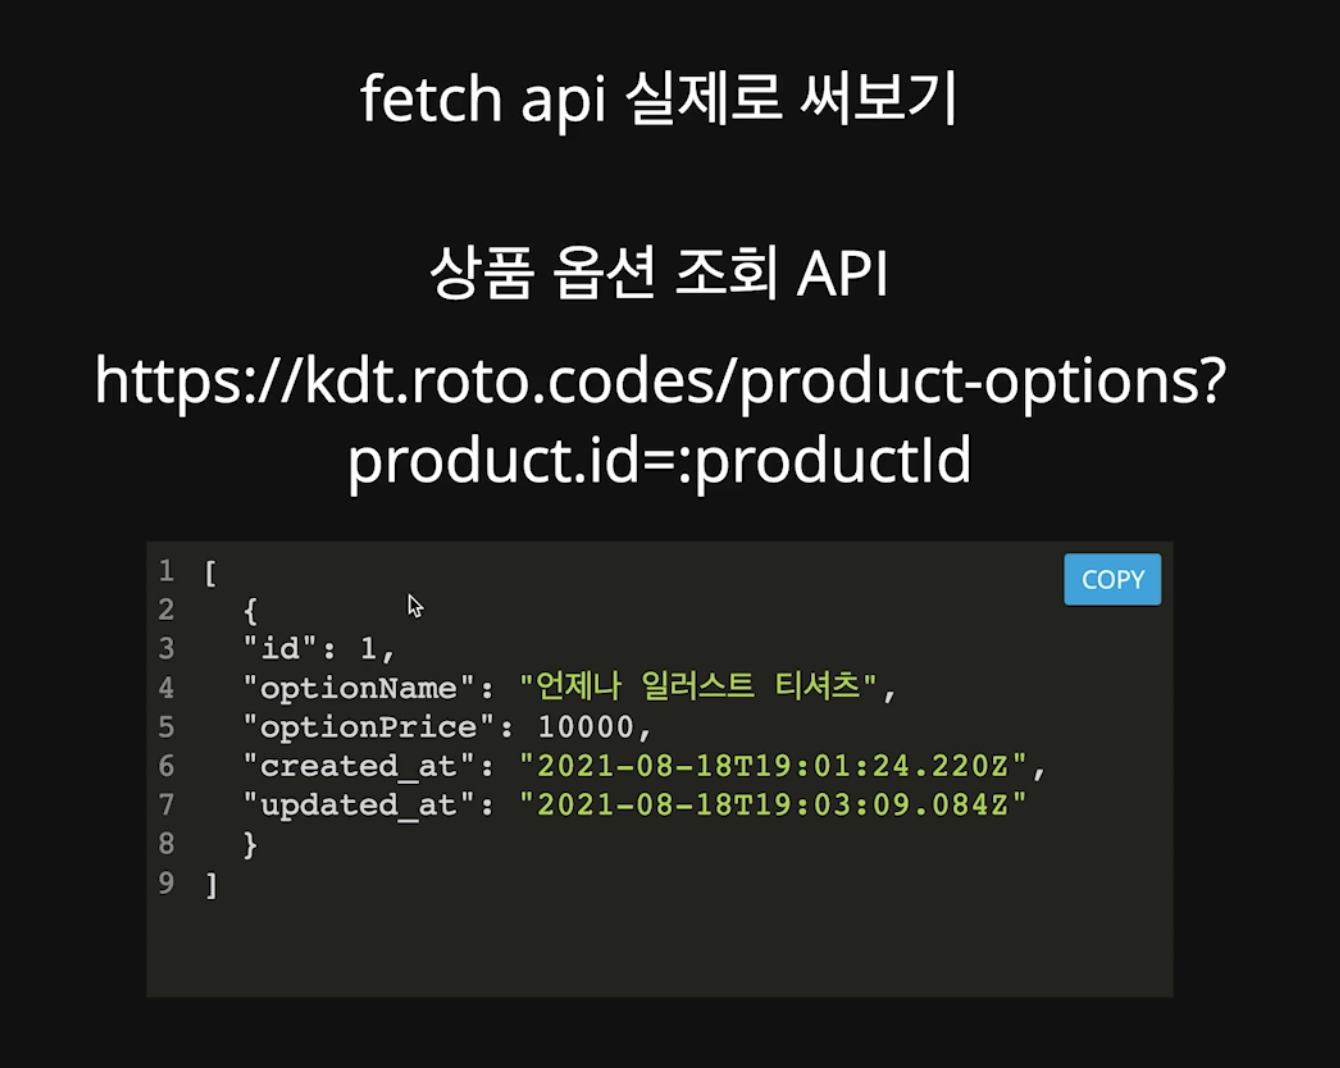 fetch api 실제로 써보기
상품 옵션 조회 API
https://kdt.roto.codes/product-options?
product.id=:productId
COPY
1 [
2   {
3   "id": 1,
4   "optionName": "언제나 일러스트 티셔츠",
5   "optionPrice": 10000,
6   "created_at": "2021-08-18T19:01:24.220Z",
7   "updated_at": "2021-08-18T19:03:09.084Z"
8   }
9 ]